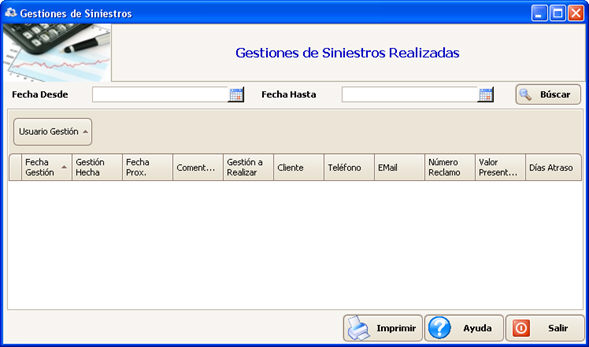 Gestiones de Siniestros
Gestiones de Siniestros Realizadas
Fecha Desde
Fecha Hasta
Búscar
Usuario Gestión
Fecha Gestión
Gestión Hecha
Fecha Prox.
Coment...
Gestión a Realizar
Cliente
Teléfono
EMail
Número Reclamo
Valor Present...
Días Atraso
Imprimir
Ayuda
Salir